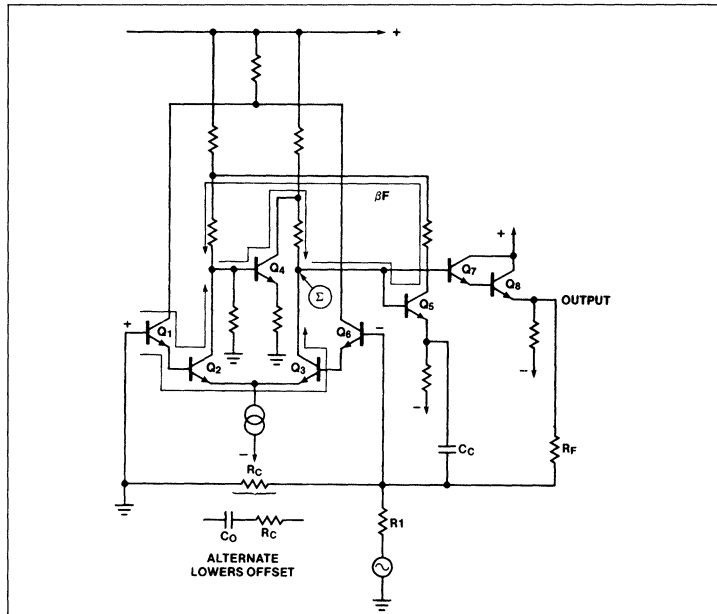 +
βF
+
Q4
Q7
Q8
Σ
Q5
OUTPUT
+
Q1
Q6
−
Q2
Q3
−
−
−
RC
CC
RF
CO
RC
R1
ALTERNATE
LOWERS OFFSET